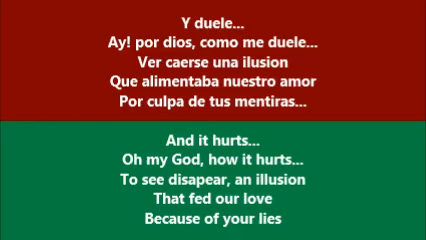 Y duele...
Ay! por dios, como me duele...
Ver caerse una ilusion
Que alimentaba nuestro amor
Por culpa de tus mentiras...
And it hurts...
Oh my God, how it hurts...
To see disapear, an illusion
That fed our love
Because of your lies